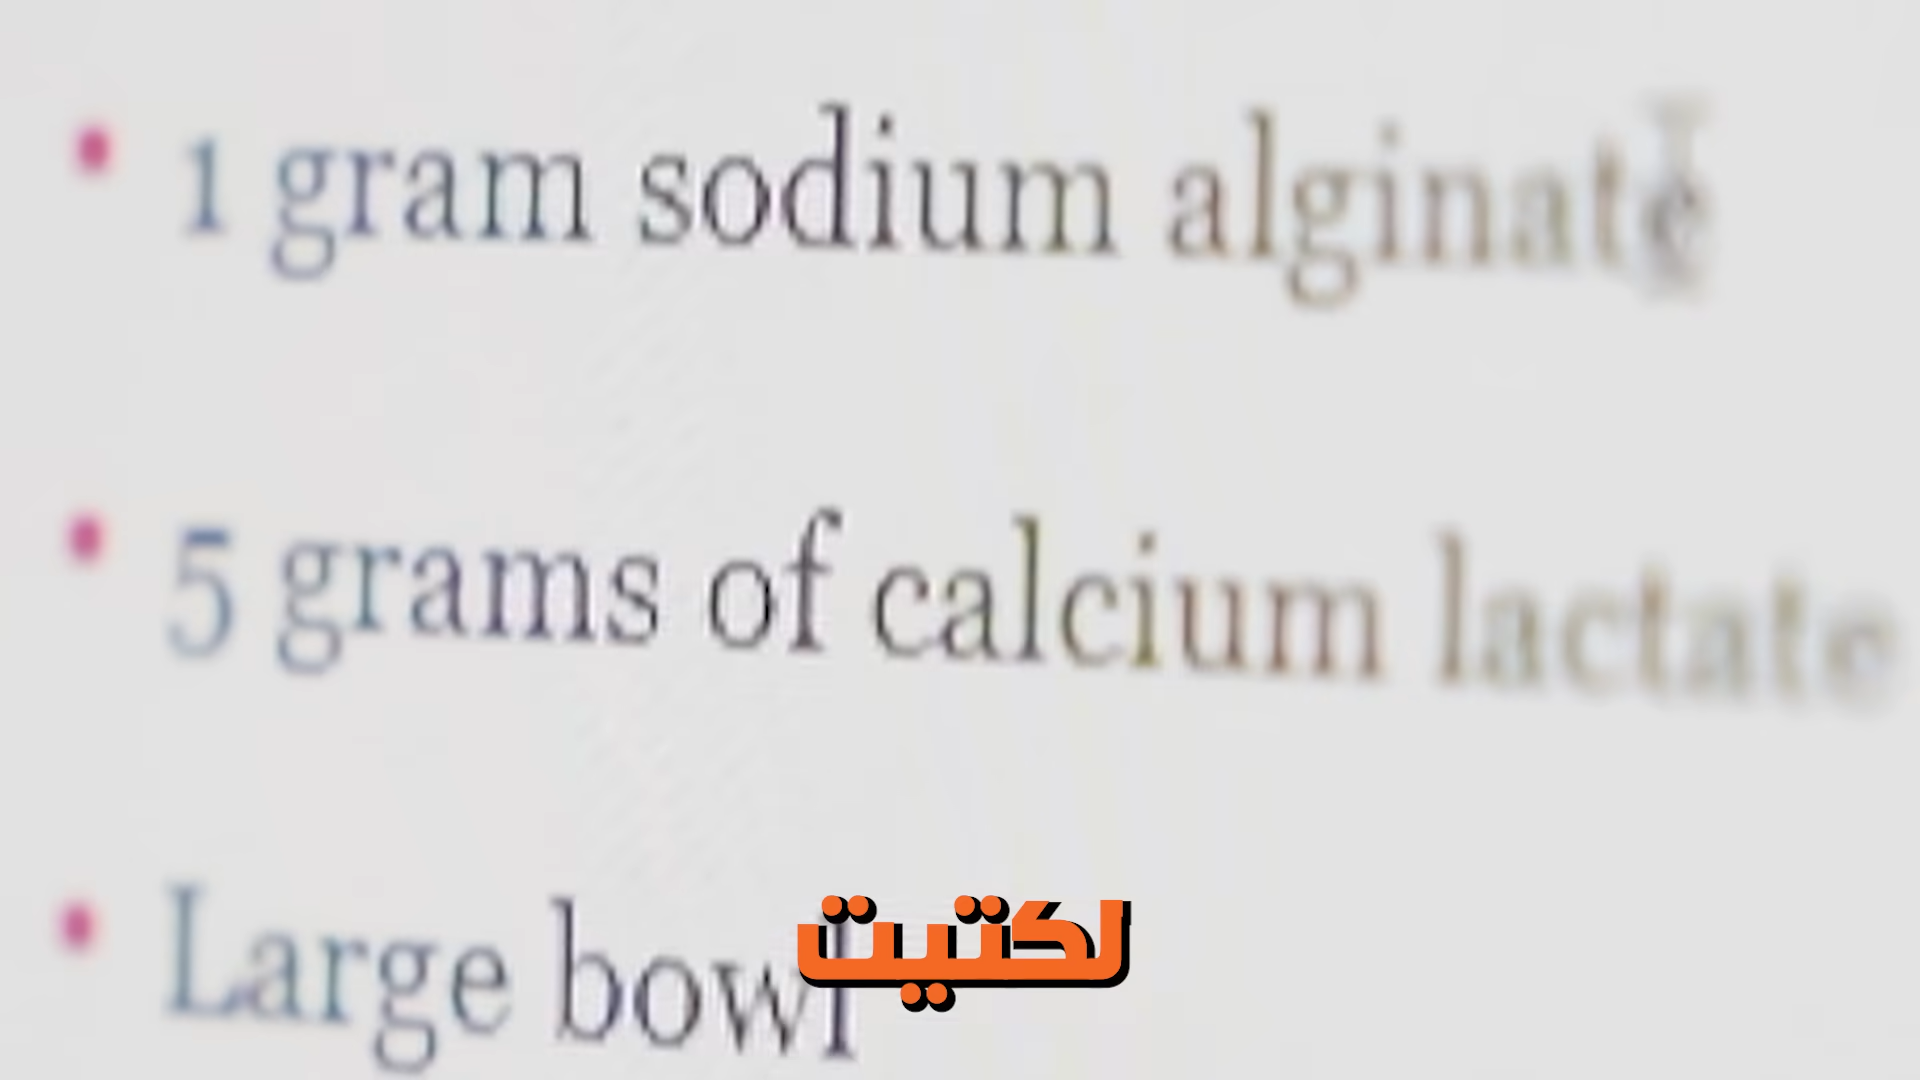 1 gram sodium alginate
5 grams of calcium lactate
Large bowl
لكتيت